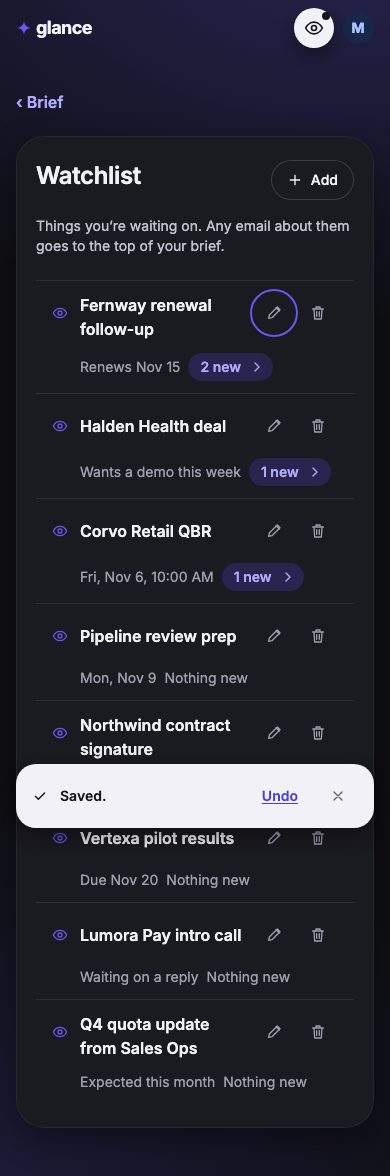 glance
M
‹ Brief
Watchlist
+ Add
Things you’re waiting on. Any email about them
goes to the top of your brief.
Fernway renewal
follow-up
Renews Nov 15 2 new
Halden Health deal
Wants a demo this week 1 new
Corvo Retail QBR
Fri, Nov 6, 10:00 AM 1 new
Pipeline review prep
Mon, Nov 9 Nothing new
Northwind contract
signature
Saved. Undo
Vertexa pilot results
Due Nov 20 Nothing new
Lumora Pay intro call
Waiting on a reply Nothing new
Q4 quota update
from Sales Ops
Expected this month Nothing new